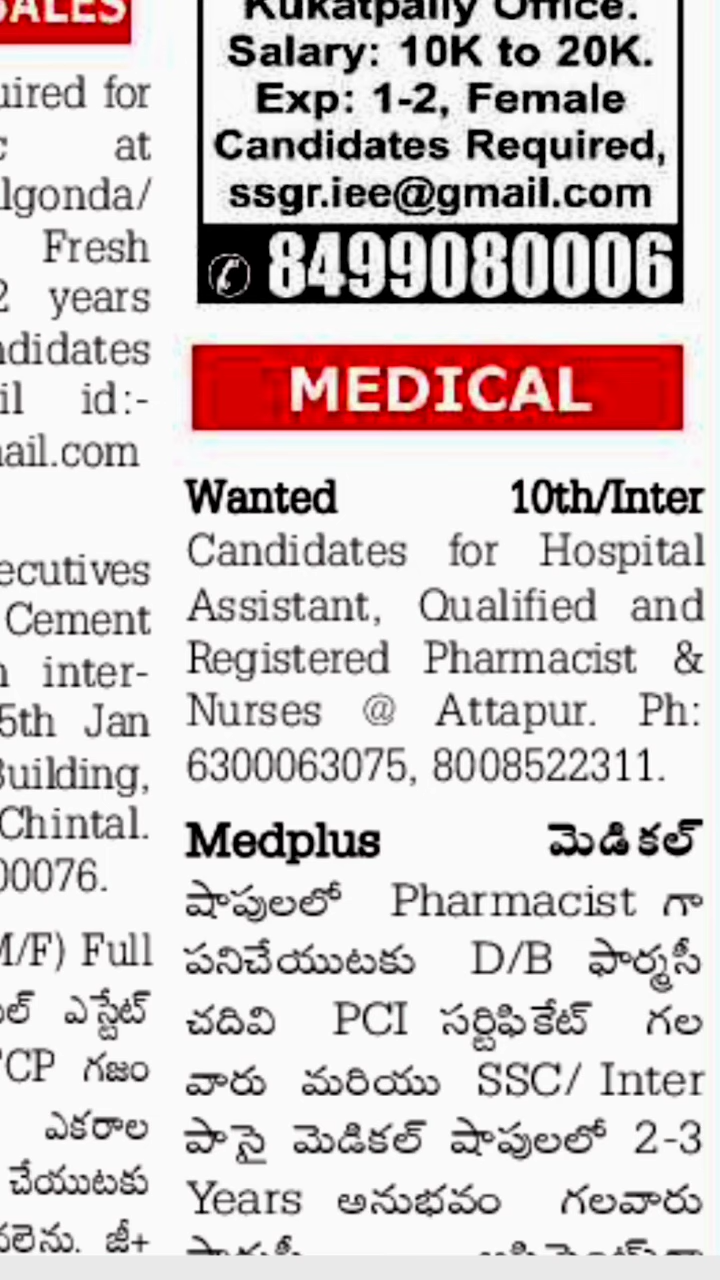 SALES
uired for
at
lgonda/
Fresh
2 years
ndidates
il id:-
ail.com
ecutives
Cement
n inter-
5th Jan
Building,
Chintal.
00076.
M/F) Full
ఎస్టేట్
CP గజం
ఎకరాల
చేయుటకు
వలెను. జీ+
Kukatpally Office.
Salary: 10K to 20K.
Exp: 1-2, Female
Candidates Required,
ssgr.iee@gmail.com
✆ 8499080006
MEDICAL
Wanted 10th/Inter
Candidates for Hospital
Assistant, Qualified and
Registered Pharmacist &
Nurses @ Attapur. Ph:
6300063075, 8008522311.
Medplus మెడికల్
షాపులలో Pharmacist గా
పనిచేయుటకు D/B ఫార్మసీ
చదివి PCI సర్టిఫికేట్ గల
వారు మరియు SSC/ Inter
పాసై మెడికల్ షాపులలో 2-3
Years అనుభవం గలవారు